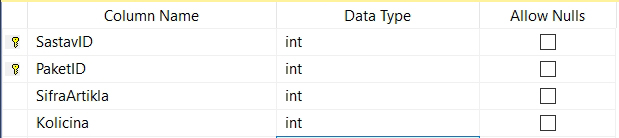 Column Name Data Type Allow Nulls
SastavID int
PaketID int
SifraArtikla int
Kolicina int